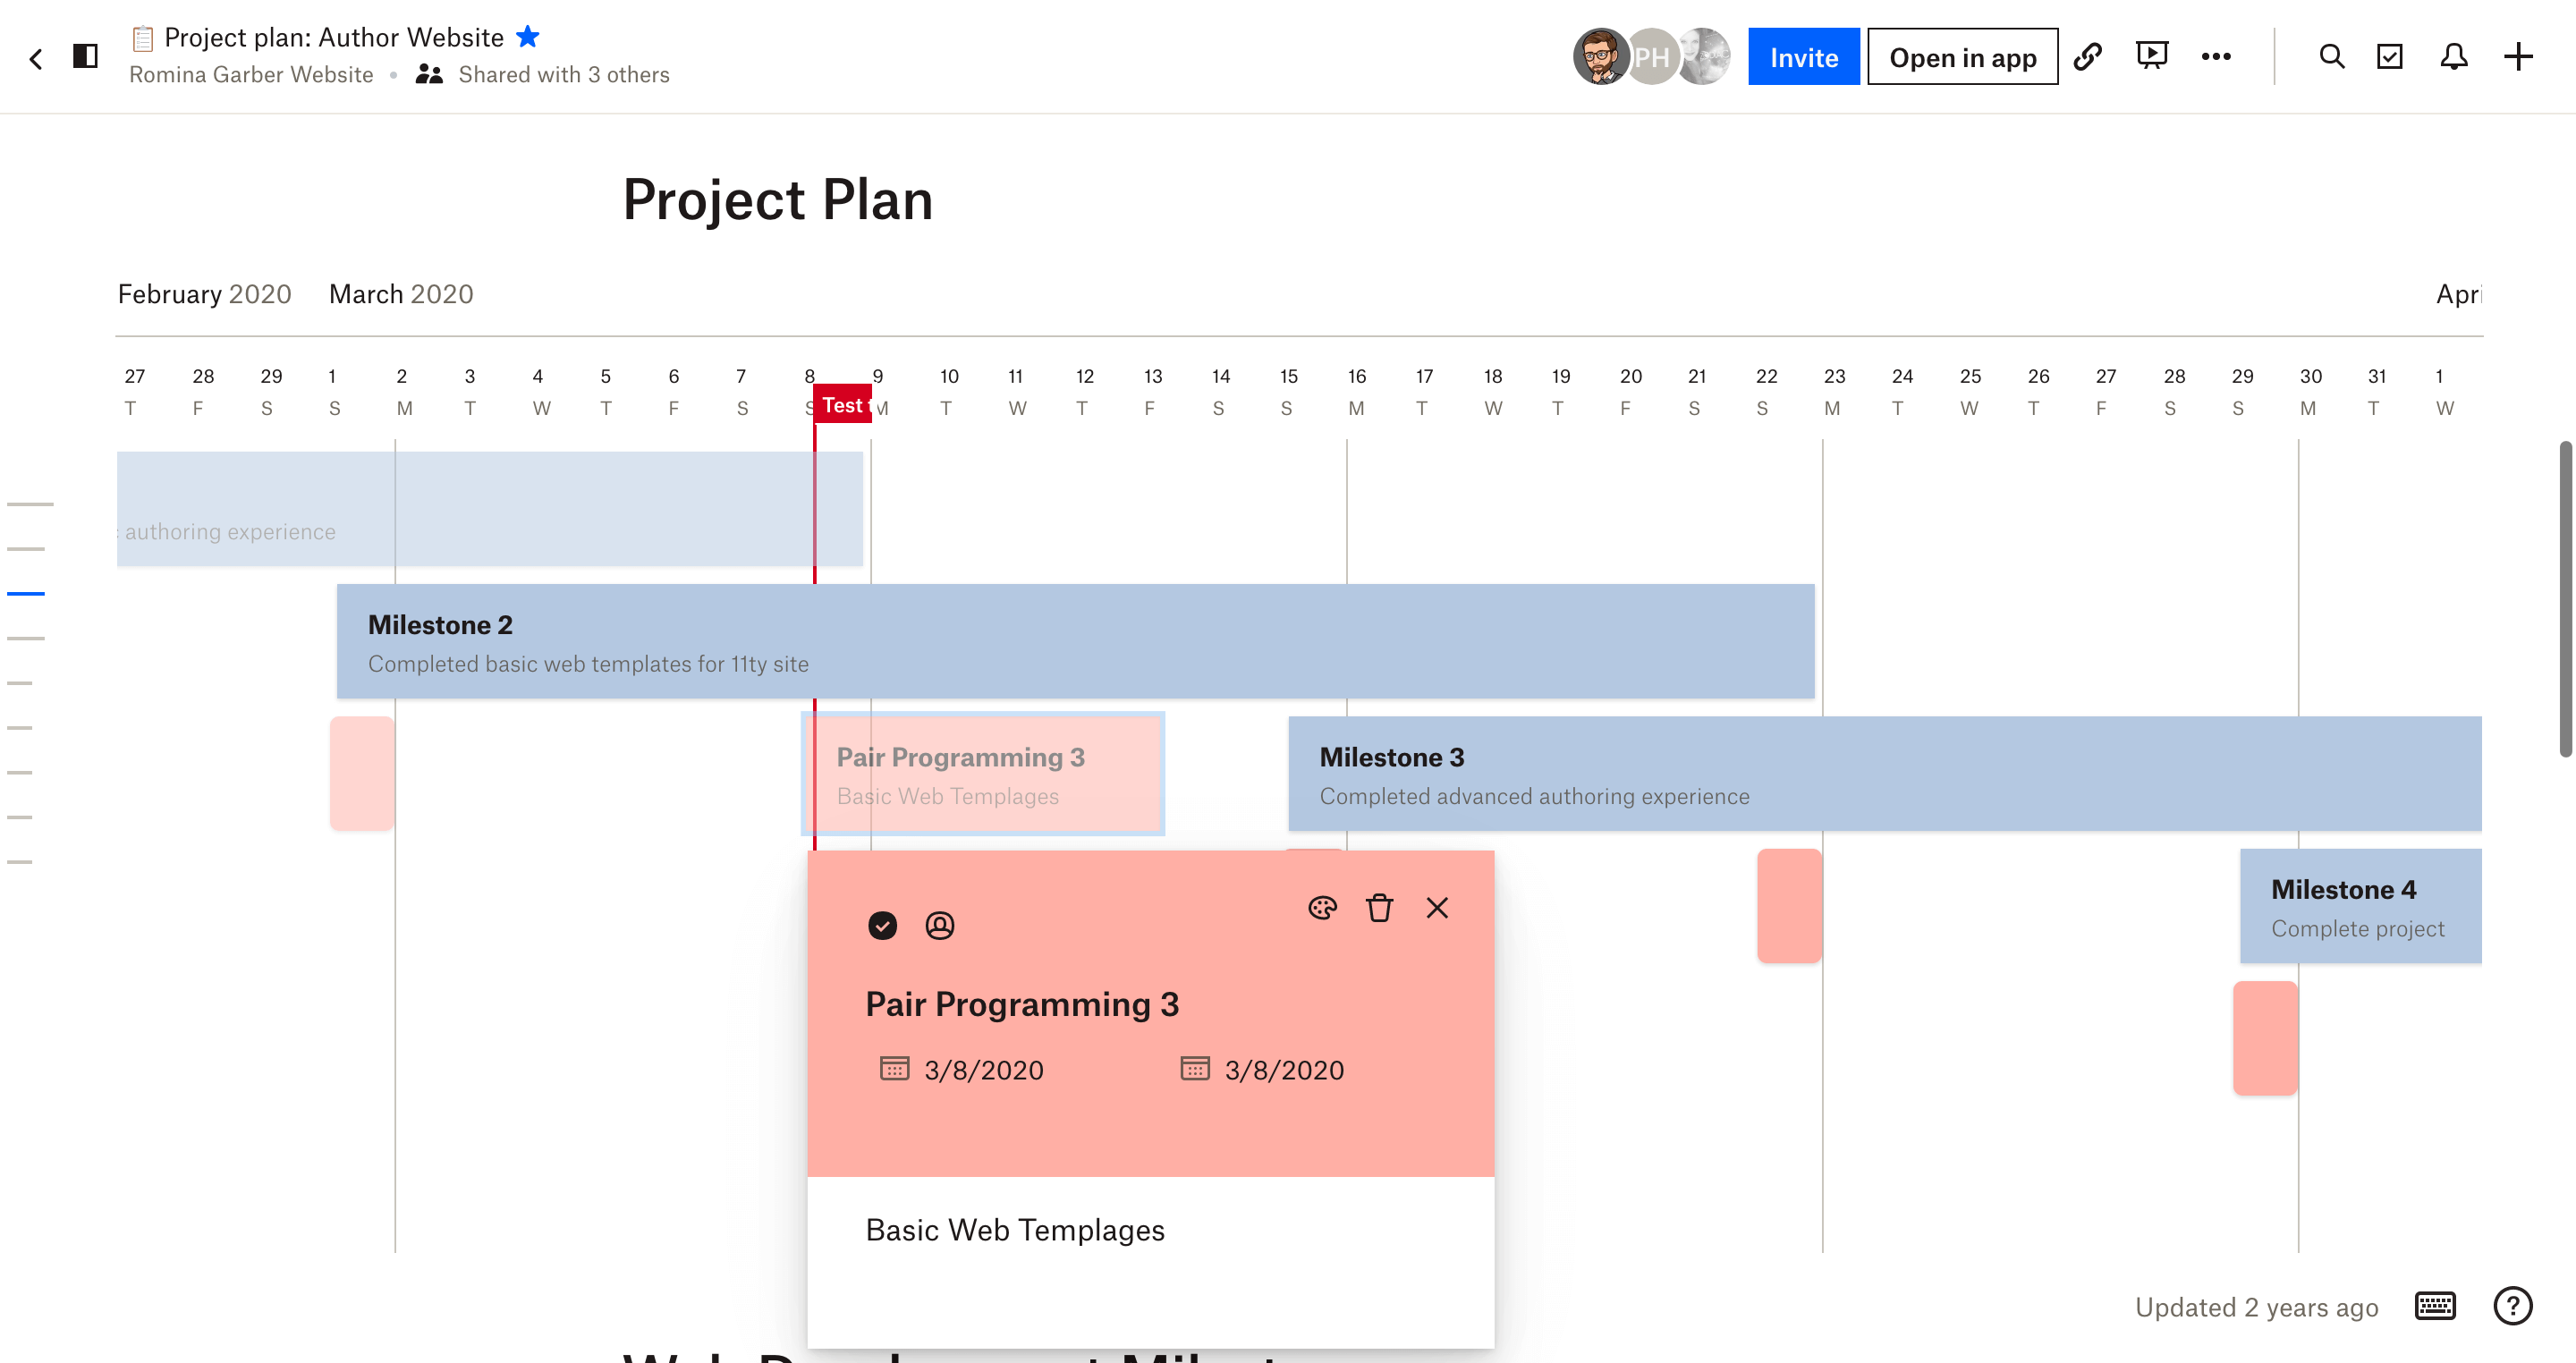 Project plan: Author Website
Romina Garber Website • Shared with 3 others
PH
Invite
Open in app
Project Plan
February 2020 March 2020
27 28 29 1 2 3 4 5 6 7 8 9 10 11 12 13 14 15 16 17 18 19 20 21 22 23 24 25 26 27 28 29 30 31 1
T F S S M T W T F S S M T W T F S S M T W T F S S M T W T F S S M T W
Test
authoring experience
Milestone 2
Completed basic web templates for 11ty site
Pair Programming 3
Basic Web Templages
Milestone 3
Completed advanced authoring experience
Milestone 4
Complete project
Pair Programming 3
3/8/2020 3/8/2020
Basic Web Templages
Updated 2 years ago